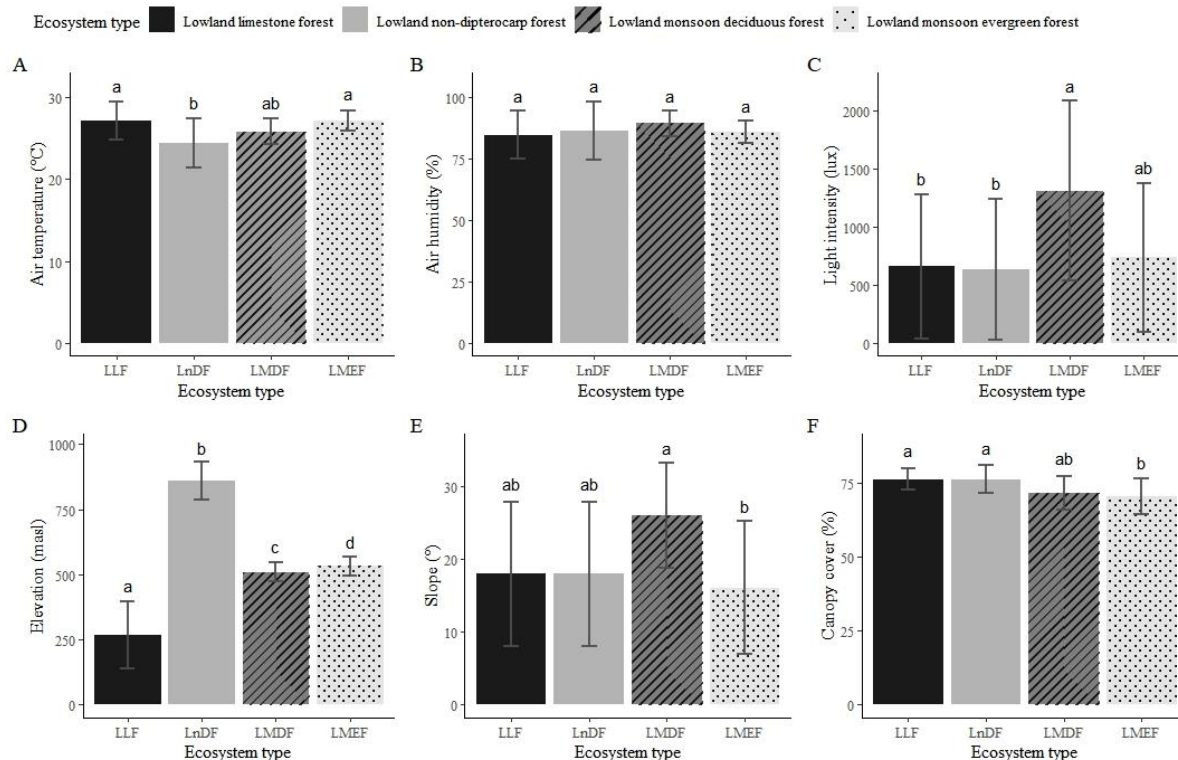 Ecosystem type Lowland limestone forest Lowland non-dipterocarp forest Lowland monsoon deciduous forest Lowland monsoon evergreen forest
A
Air temperature (°C)
30
20
10
0
a b ab a
LLF LnDF LMDF LMEF
Ecosystem type
B
Air humidity (%)
100
75
50
25
0
a a a a
LLF LnDF LMDF LMEF
Ecosystem type
C
Light intensity (lux)
2000
1500
1000
500
0
b b a ab
LLF LnDF LMDF LMEF
Ecosystem type
D
Elevation (masl)
1000
750
500
250
0
a b c d
LLF LnDF LMDF LMEF
Ecosystem type
E
Slope (°)
30
20
10
0
ab ab a b
LLF LnDF LMDF LMEF
Ecosystem type
F
Canopy cover (%)
75
50
25
0
a a ab b
LLF LnDF LMDF LMEF
Ecosystem type